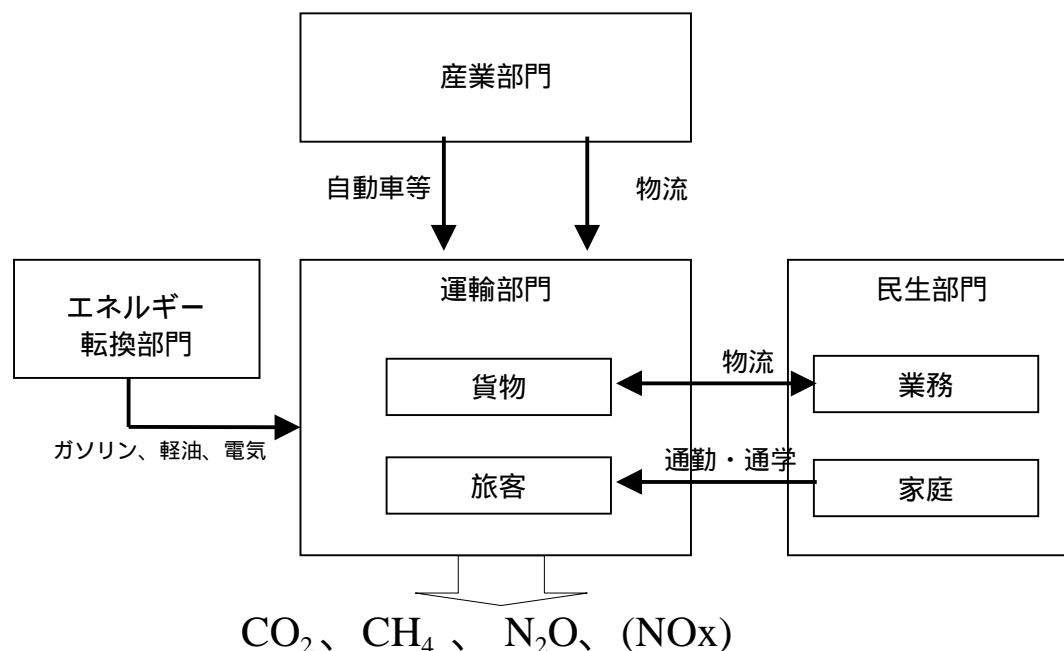 産業部門
自動車等
物流
エネルギー
転換部門
運輸部門
民生部門
物流
貨物
業務
ガソリン、軽油、電気
通勤・通学
旅客
家庭
CO₂、CH₄、N₂O、(NOx)